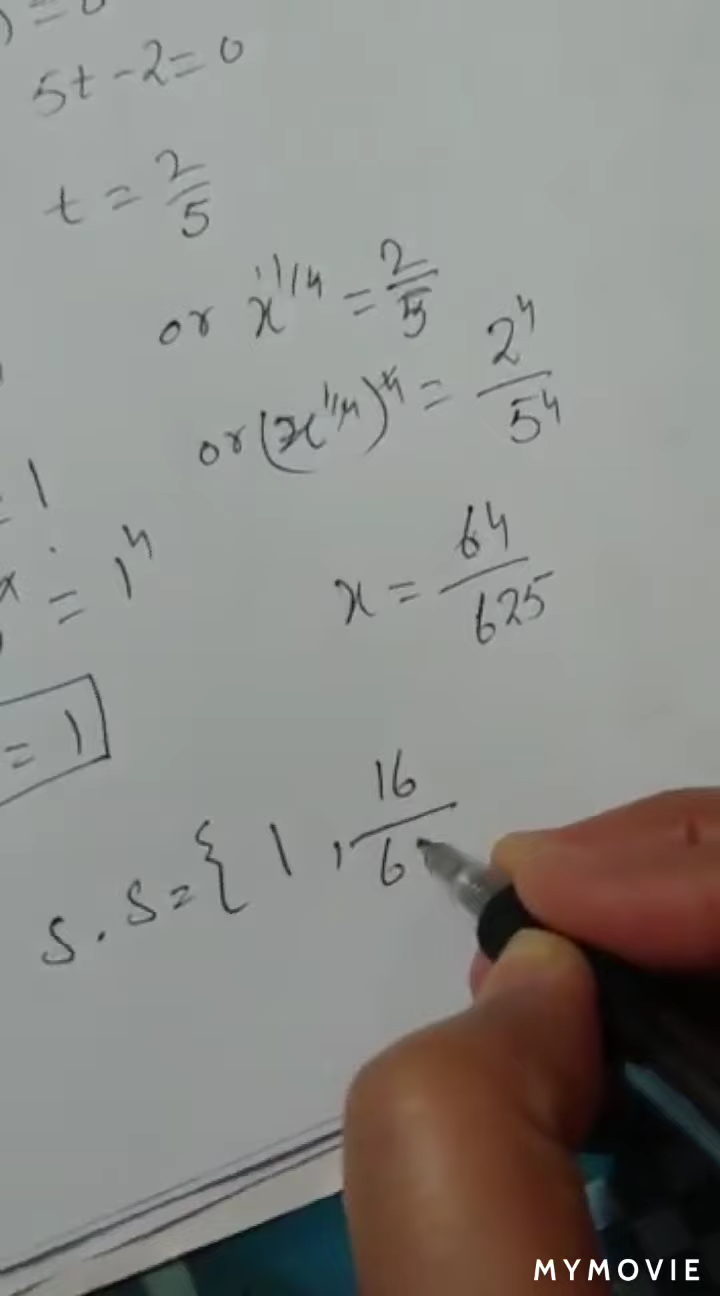 ) = 0
5t - 2 = 0
t = 2/5
or x^1/4 = 2/5
or (x^1/4)^4 = 2^4/5^4
= 1
= 1^4
x = 64/625
= 1
S.S = { 1 , 16/6
MYMOVIE